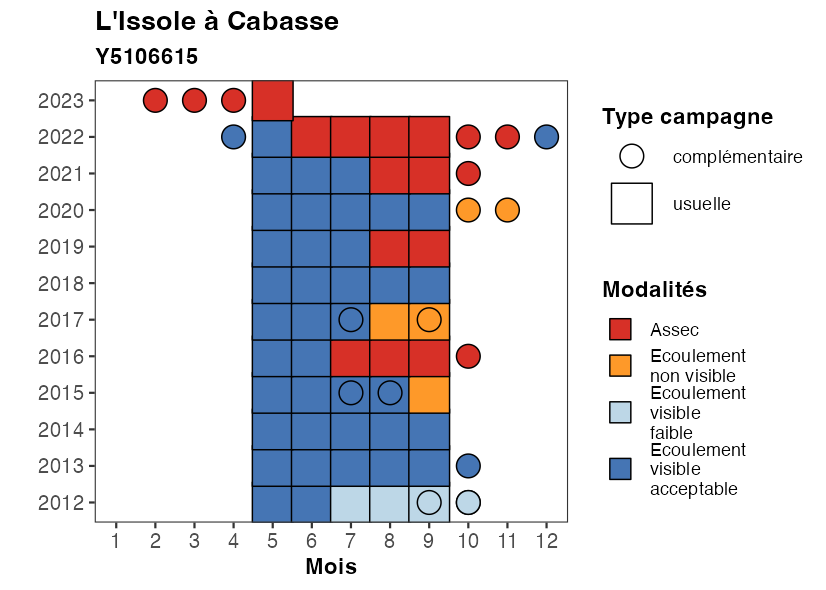 L'Issole à Cabasse
Y5106615
2023
2022
2021
2020
2019
2018
2017
2016
2015
2014
2013
2012
1 2 3 4 5 6 7 8 9 10 11 12
Mois
Type campagne
complémentaire
usuelle
Modalités
Assec
Ecoulement
non visible
Ecoulement
visible
faible
Ecoulement
visible
acceptable